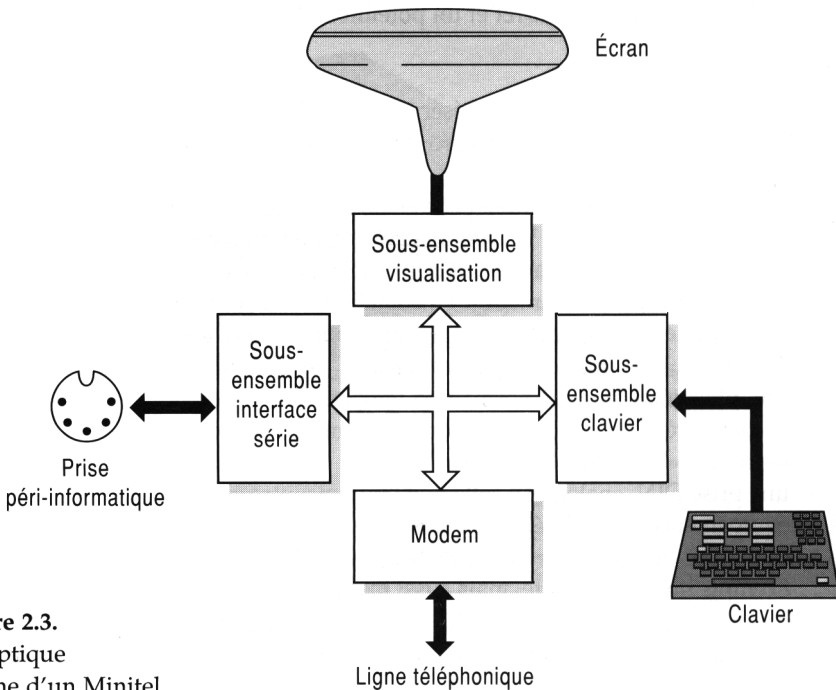 Écran
Sous-ensemble
visualisation
Sous-
ensemble
interface
série
Sous-
ensemble
clavier
Prise
péri-informatique
Modem
Clavier
Ligne téléphonique
re 2.3.
ptique
ne d'un Minitel